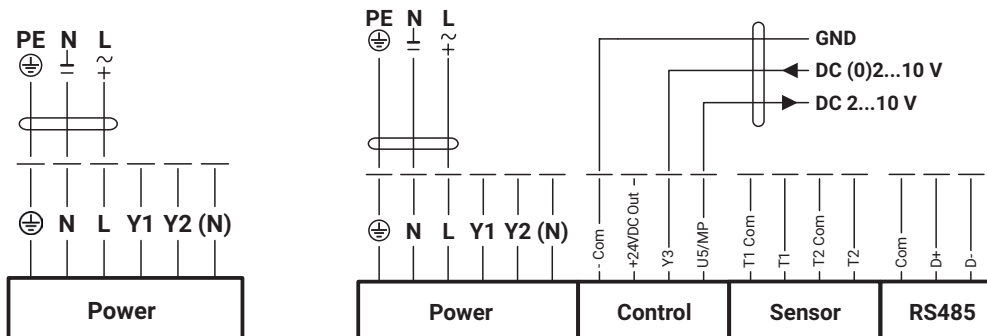 PE N L
N L Y1 Y2 (N)
Power
PE N L
GND
DC (0)2...10 V
DC 2...10 V
N L Y1 Y2 (N)
- Com
+24VDC Out
Y3
U5/MP
T1 Com
T1
T2 Com
T2
Com
D+
D-
Power
Control
Sensor
RS485